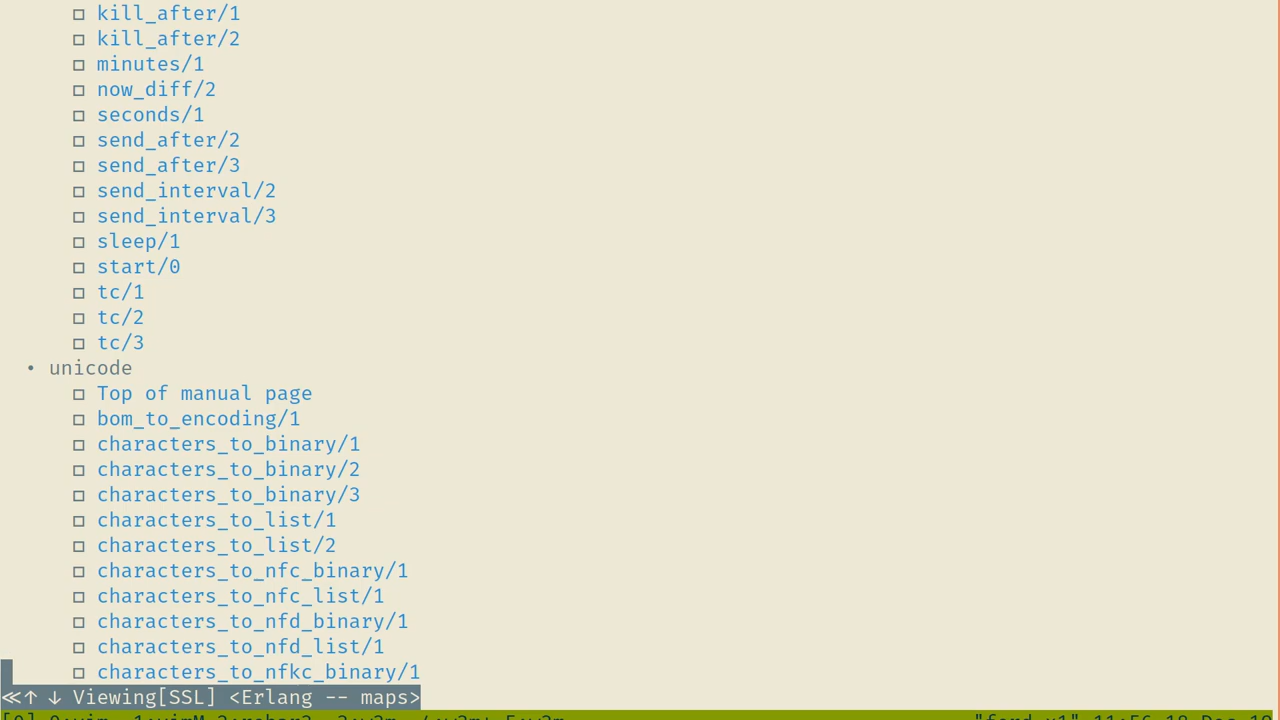 □ kill_after/1
□ kill_after/2
□ minutes/1
□ now_diff/2
□ seconds/1
□ send_after/2
□ send_after/3
□ send_interval/2
□ send_interval/3
□ sleep/1
□ start/0
□ tc/1
□ tc/2
□ tc/3
• unicode
□ Top of manual page
□ bom_to_encoding/1
□ characters_to_binary/1
□ characters_to_binary/2
□ characters_to_binary/3
□ characters_to_list/1
□ characters_to_list/2
□ characters_to_nfc_binary/1
□ characters_to_nfc_list/1
□ characters_to_nfd_binary/1
□ characters_to_nfd_list/1
□ characters_to_nfkc_binary/1
≪↑ ↓ Viewing[SSL] <Erlang -- maps>